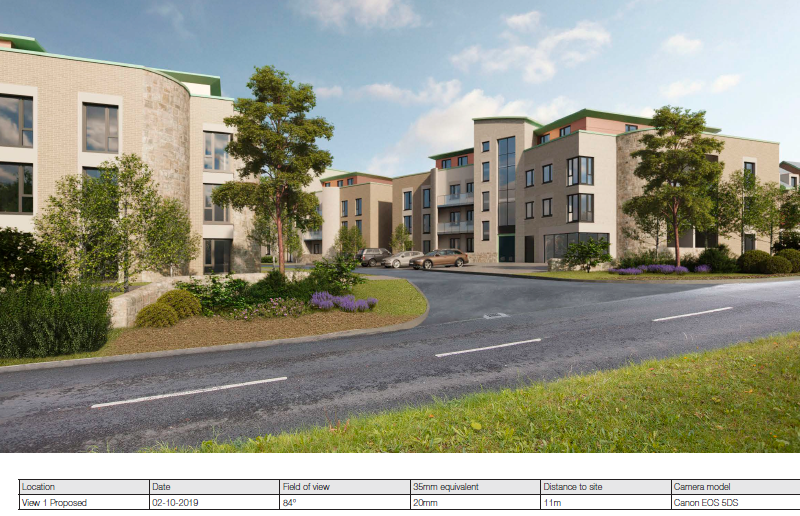 Location Date Field of view 35mm equivalent Distance to site Camera model
View 1 Proposed 02-10-2019 84° 20mm 11m Canon EOS 5DS